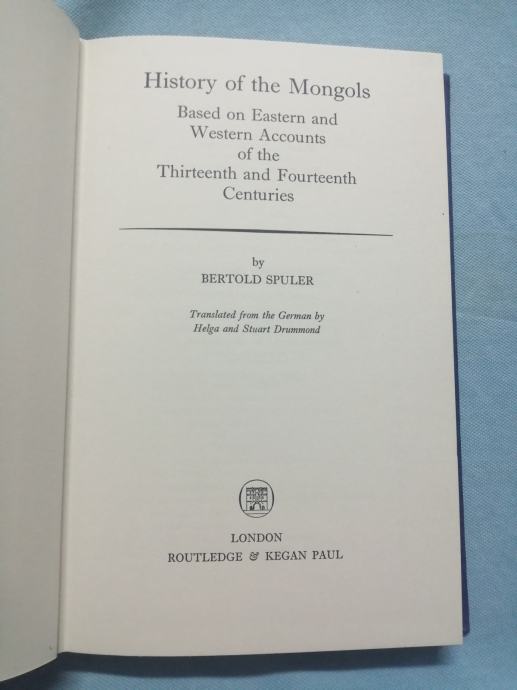 History of the Mongols
Based on Eastern and
Western Accounts
of the
Thirteenth and Fourteenth
Centuries
by
BERTOLD SPULER
Translated from the German by
Helga and Stuart Drummond
LONDON
ROUTLEDGE & KEGAN PAUL